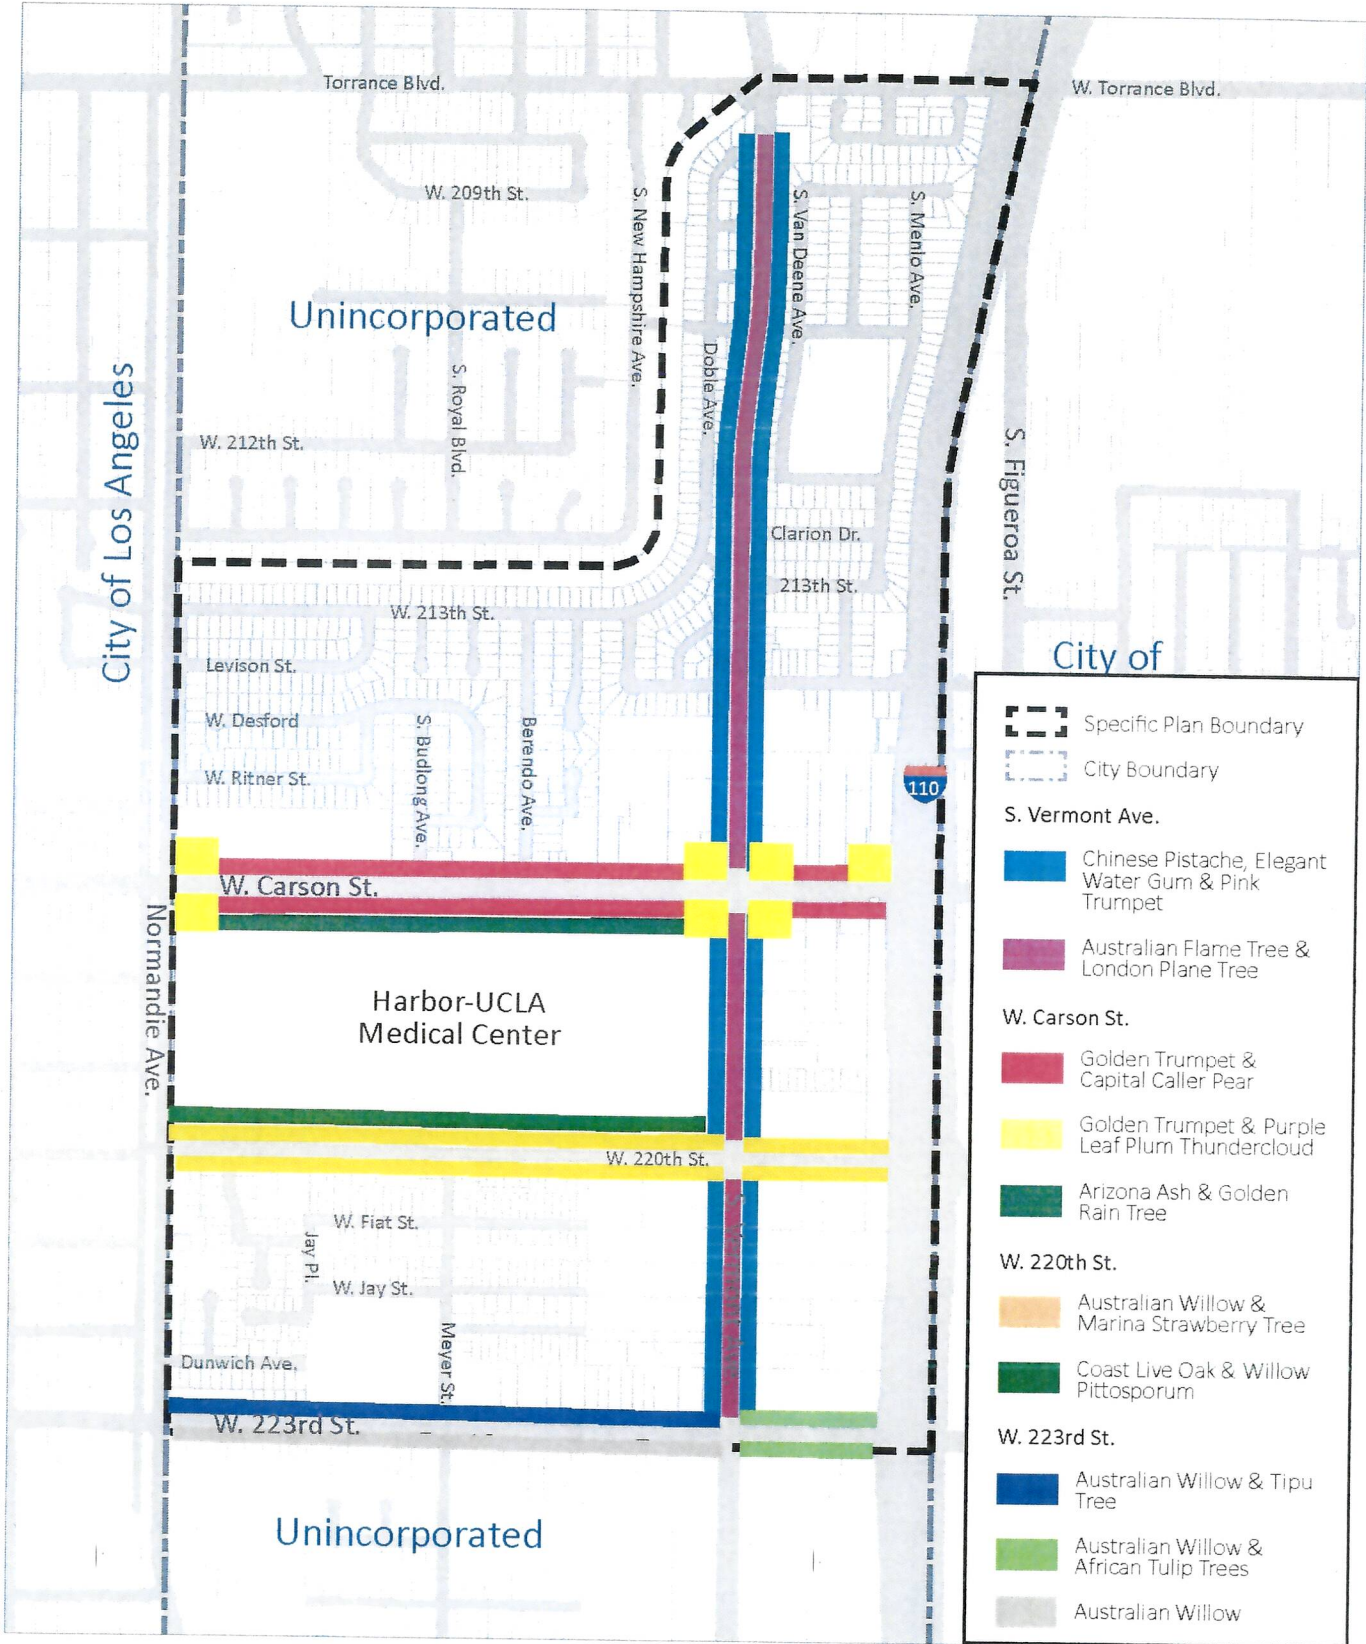 Torrance Blvd.
W. Torrance Blvd.
W. 209th St.
S. New Hampshire Ave.
S. Van Deene Ave.
S. Menlo Ave.
Unincorporated
Doble Ave.
S. Royal Blvd.
City of Los Angeles
W. 212th St.
S. Figueroa St.
Clarion Dr.
213th St.
W. 213th St.
City of
Levison St.
W. Desford
S. Budlong Ave.
Berendo Ave.
W. Ritner St.
110
W. Carson St.
Normandie Ave.
Harbor-UCLA
Medical Center
W. 220th St.
W. Fiat St.
Jay Pl.
W. Jay St.
S. Vermont Ave.
Meyer St.
Dunwich Ave.
W. 223rd St.
Unincorporated
Specific Plan Boundary
City Boundary
S. Vermont Ave.
Chinese Pistache, Elegant
Water Gum & Pink
Trumpet
Australian Flame Tree &
London Plane Tree
W. Carson St.
Golden Trumpet &
Capital Caller Pear
Golden Trumpet & Purple
Leaf Plum Thundercloud
Arizona Ash & Golden
Rain Tree
W. 220th St.
Australian Willow &
Marina Strawberry Tree
Coast Live Oak & Willow
Pittosporum
W. 223rd St.
Australian Willow & Tipu
Tree
Australian Willow &
African Tulip Trees
Australian Willow